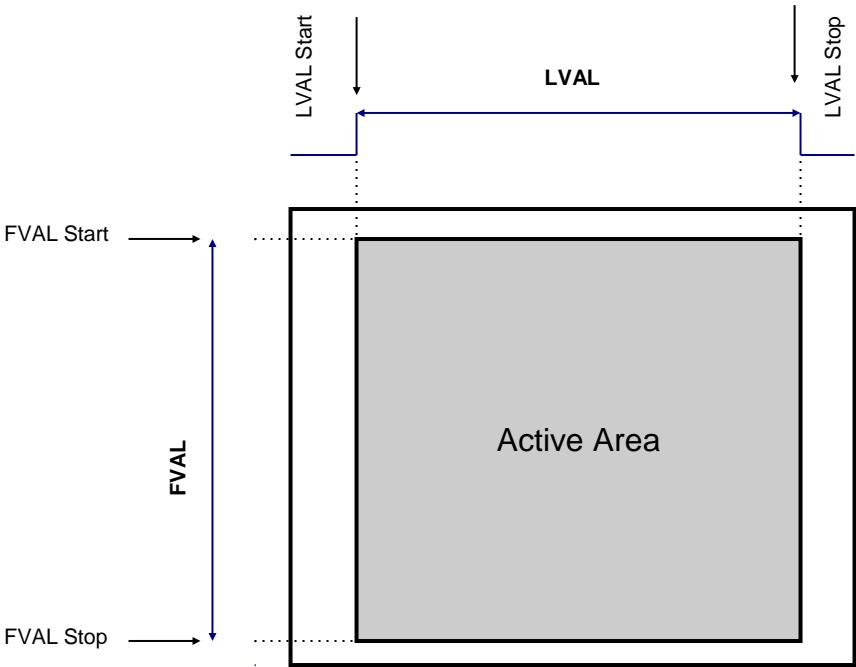 LVAL Start
LVAL
LVAL Stop
FVAL Start
FVAL
Active Area
FVAL Stop